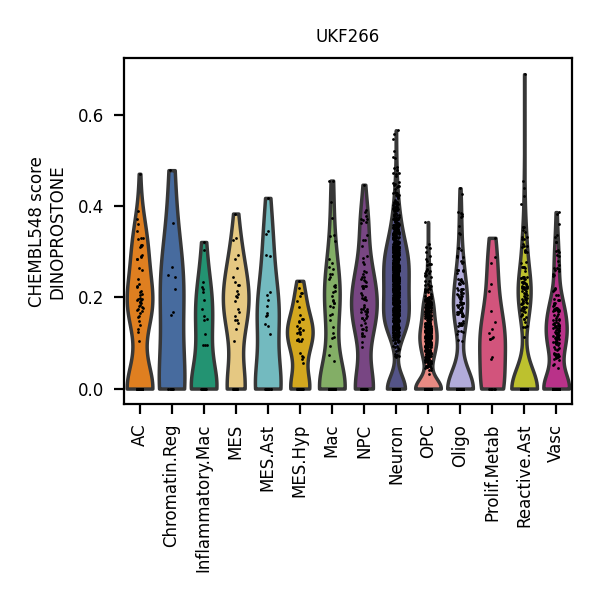 UKF266
CHEMBL548 score
DINOPROSTONE
0.6
0.4
0.2
0.0
AC
Chromatin.Reg
Inflammatory.Mac
MES
MES.Ast
MES.Hyp
Mac
NPC
Neuron
OPC
Oligo
Prolif.Metab
Reactive.Ast
Vasc